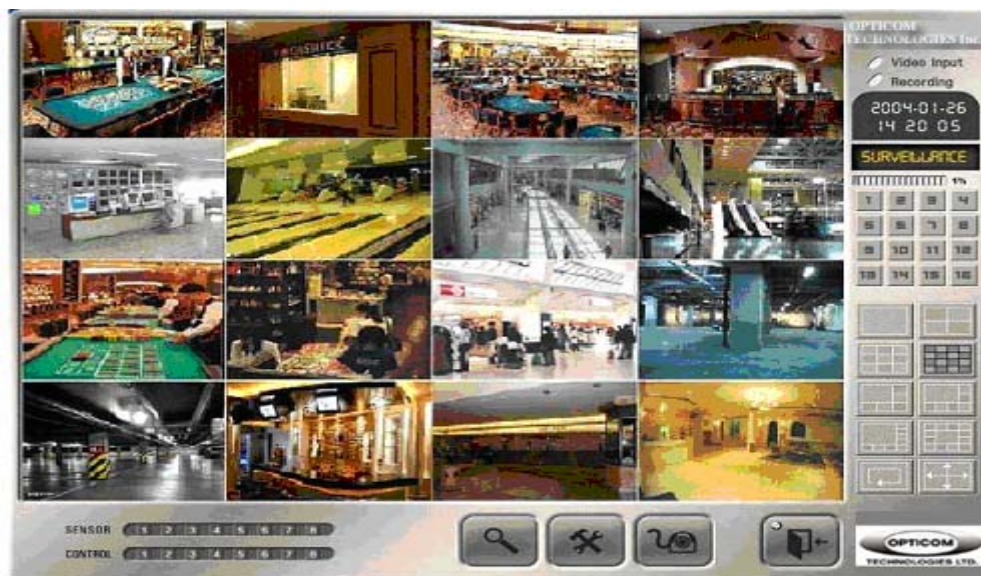 OPTICOM
TECHNOLOGIES Inc
Video Input
Recording
2004-01-26
14 20 05
SURVEILLANCE
1%
1 2 3 4
5 6 7 8
9 10 11 12
13 14 15 16
SENSOR 1 2 3 4 5 6 7 8
CONTROL 1 2 3 4 5 6 7 8
OPTICOM
TECHNOLOGIES LTD.